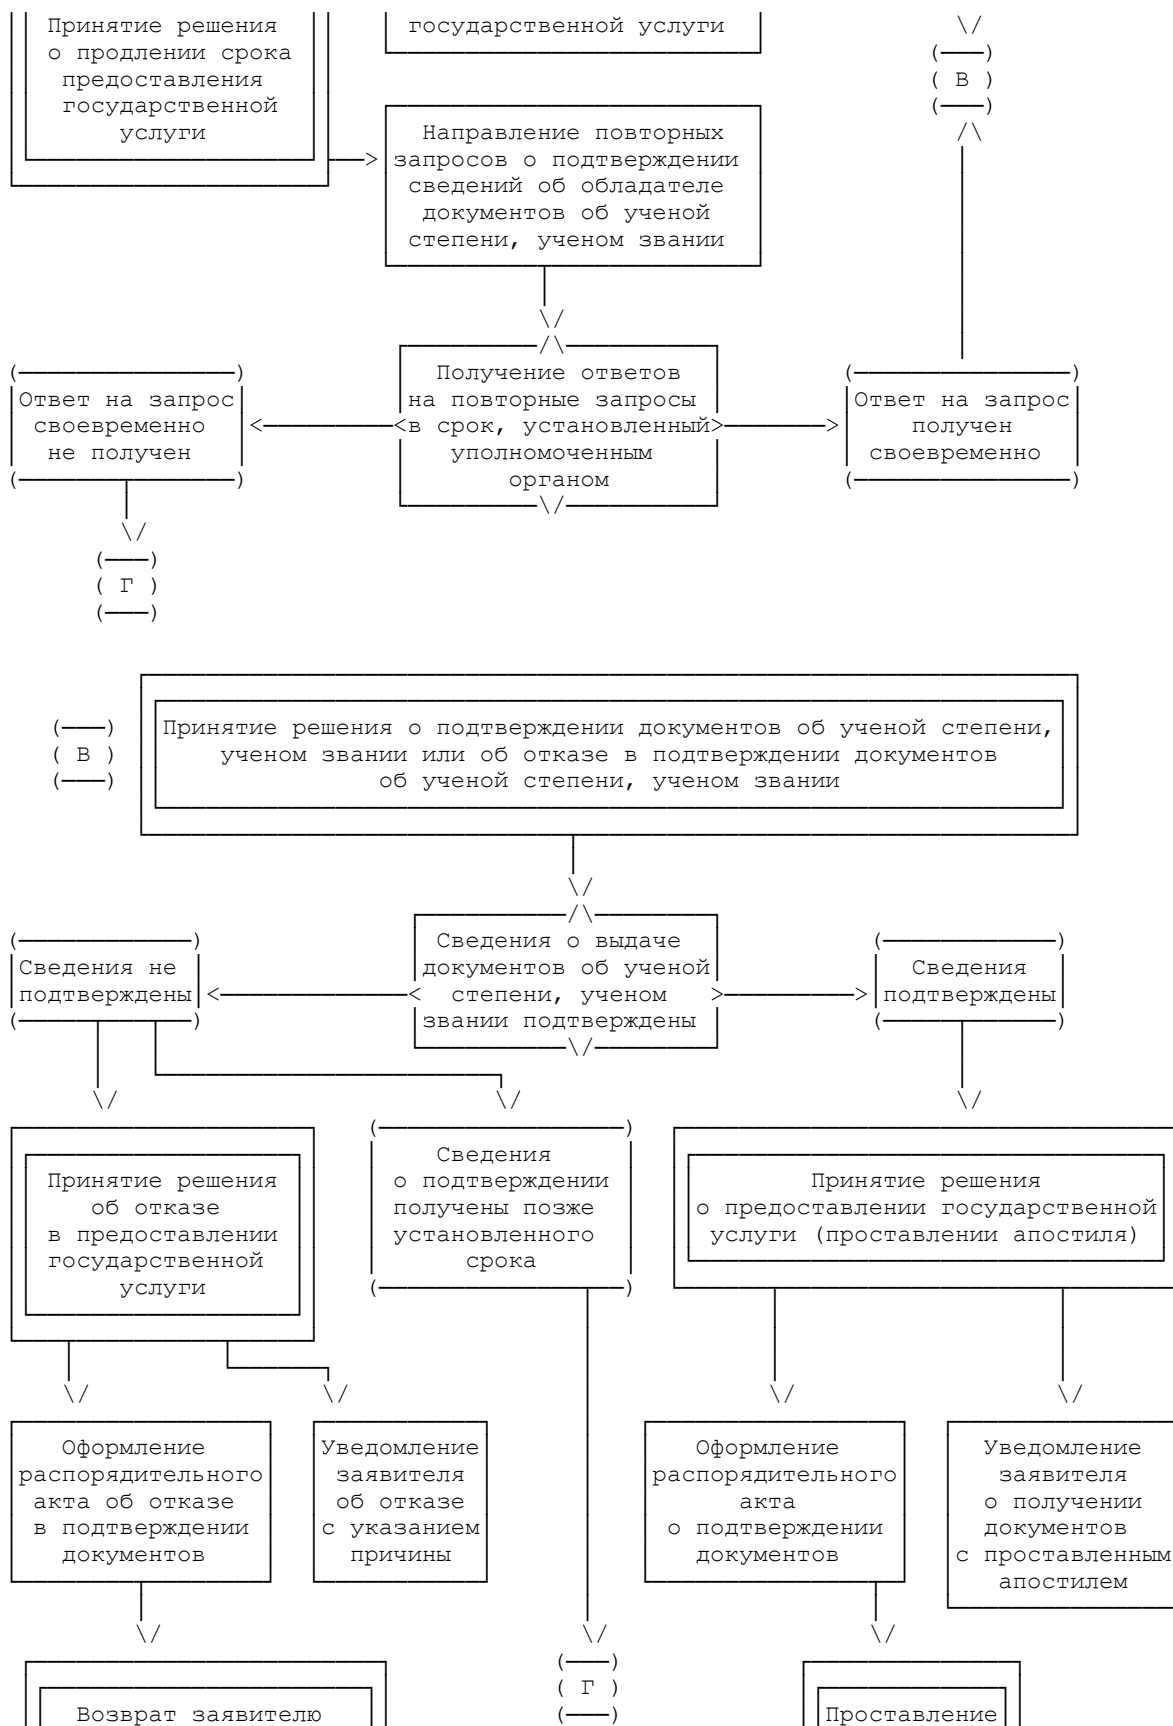 Принятие решения
о продлении срока
предоставления
государственной
услуги
государственной услуги
( В )
Направление повторных
запросов о подтверждении
сведений об обладателе
документов об ученой
степени, ученом звании
Ответ на запрос
своевременно
не получен
Получение ответов
на повторные запросы
в срок, установленный
уполномоченным
органом
Ответ на запрос
получен
своевременно
( Г )
( В )
Принятие решения о подтверждении документов об ученой степени,
ученом звании или об отказе в подтверждении документов
об ученой степени, ученом звании
Сведения не
подтверждены
Сведения о выдаче
документов об ученой
степени, ученом
звании подтверждены
Сведения
подтверждены
Принятие решения
об отказе
в предоставлении
государственной
услуги
Сведения
о подтверждении
получены позже
установленного
срока
Принятие решения
о предоставлении государственной
услуги (проставлении апостиля)
Оформление
распорядительного
акта об отказе
в подтверждении
документов
Уведомление
заявителя
об отказе
с указанием
причины
Оформление
распорядительного
акта
о подтверждении
документов
Уведомление
заявителя
о получении
документов
с проставленным
апостилем
Возврат заявителю
( Г )
Проставление